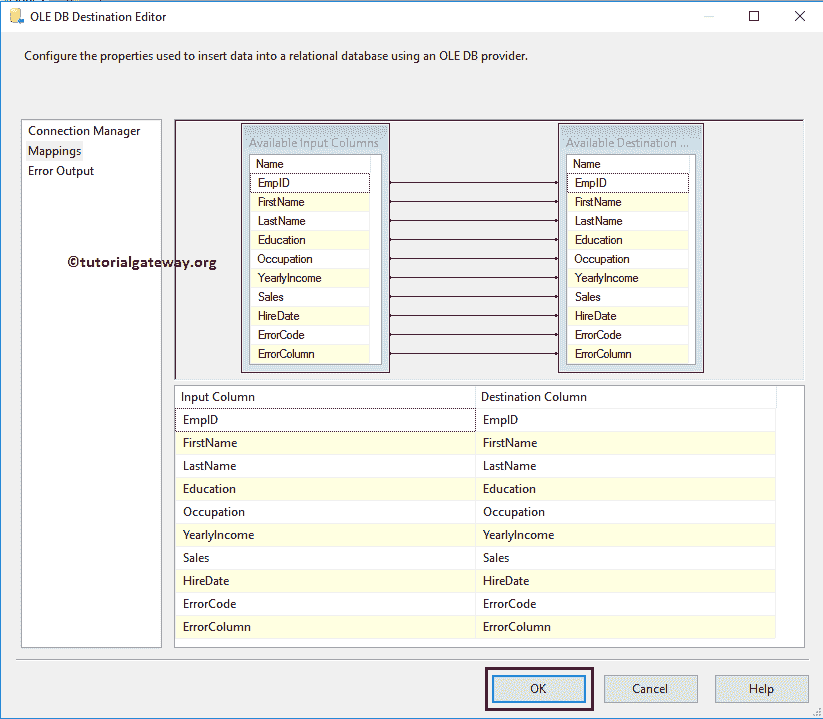 OLE DB Destination Editor
Configure the properties used to insert data into a relational database using an OLE DB provider.
Connection Manager
Mappings
Error Output
©tutorialgateway.org
Available Input Columns
Name
EmpID
FirstName
LastName
Education
Occupation
YearlyIncome
Sales
HireDate
ErrorCode
ErrorColumn
Available Destination ...
Name
EmpID
FirstName
LastName
Education
Occupation
YearlyIncome
Sales
HireDate
ErrorCode
ErrorColumn
Input Column Destination Column
EmpID EmpID
FirstName FirstName
LastName LastName
Education Education
Occupation Occupation
YearlyIncome YearlyIncome
Sales Sales
HireDate HireDate
ErrorCode ErrorCode
ErrorColumn ErrorColumn
OK Cancel Help